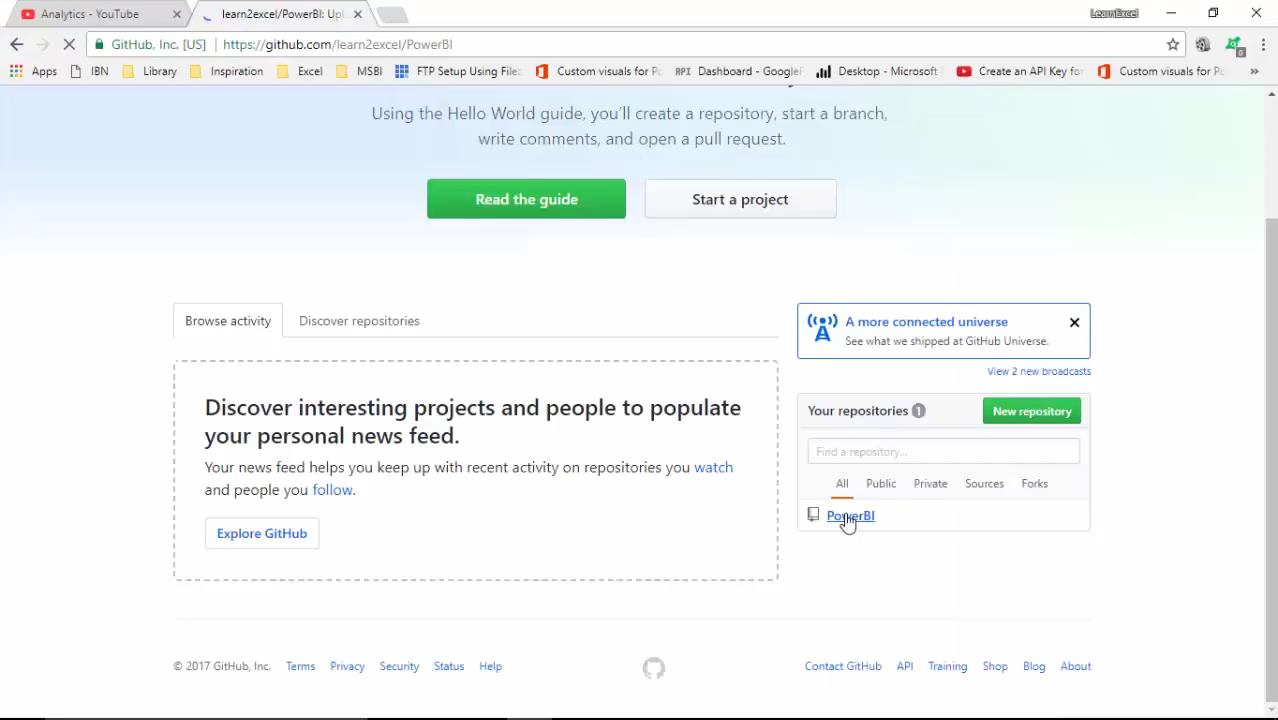 Analytics - YouTube
learn2excel/PowerBI: Upl
LearnExcel
GitHub, Inc. [US] https://github.com/learn2excel/PowerBI
Apps IBN Library Inspiration Excel MSBI FTP Setup Using File: Custom visuals for Po RPI Dashboard - Google Desktop - Microsoft Create an API Key for Custom visuals for Po »
Using the Hello World guide, you'll create a repository, start a branch,
write comments, and open a pull request.
Read the guide
Start a project
Browse activity
Discover repositories
A more connected universe
See what we shipped at GitHub Universe.
View 2 new broadcasts
Discover interesting projects and people to populate
your personal news feed.
Your news feed helps you keep up with recent activity on repositories you watch
and people you follow.
Explore GitHub
Your repositories 1
New repository
Find a repository...
All Public Private Sources Forks
PowerBI
© 2017 GitHub, Inc. Terms Privacy Security Status Help
Contact GitHub API Training Shop Blog About